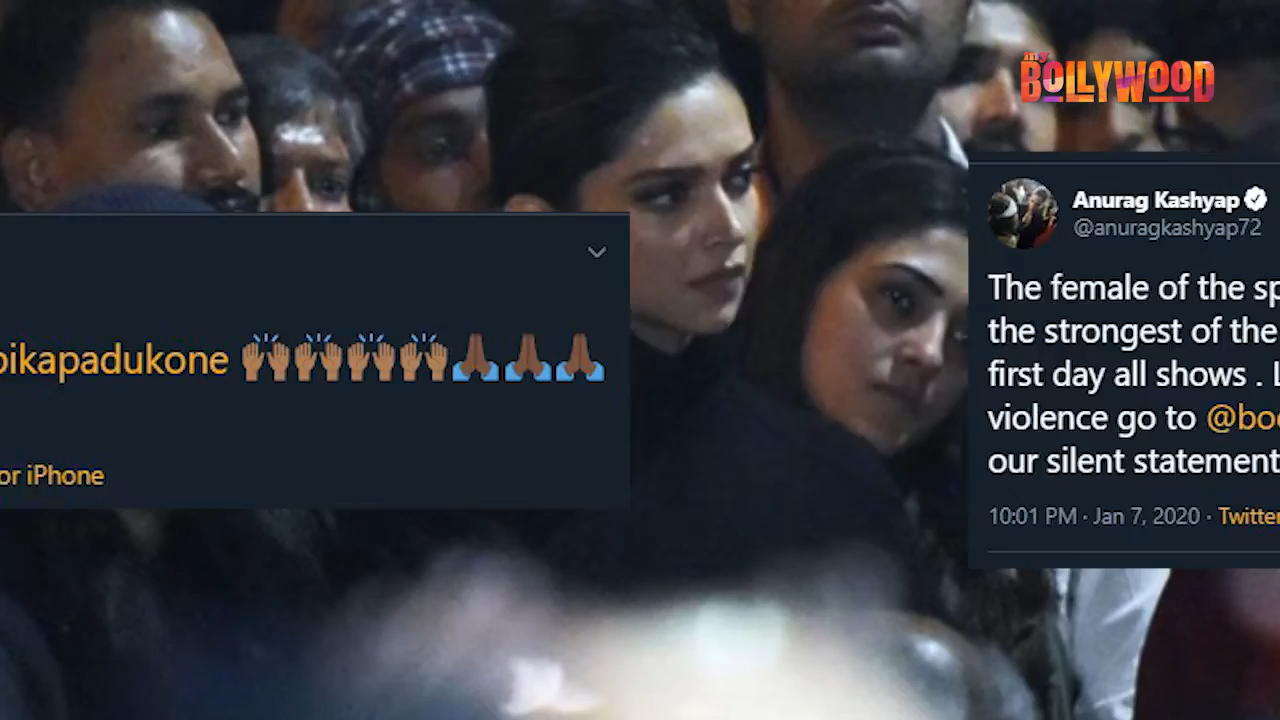 my
BOLLYWOOD
pikapadukone 🙌🏽🙌🏽🙌🏽🙌🏽🙏🏾🙏🏾🙏🏾
or iPhone
Anurag Kashyap
@anuragkashyap72
The female of the sp
the strongest of the
first day all shows . L
violence go to @boo
our silent statement
10:01 PM · Jan 7, 2020 · Twitter